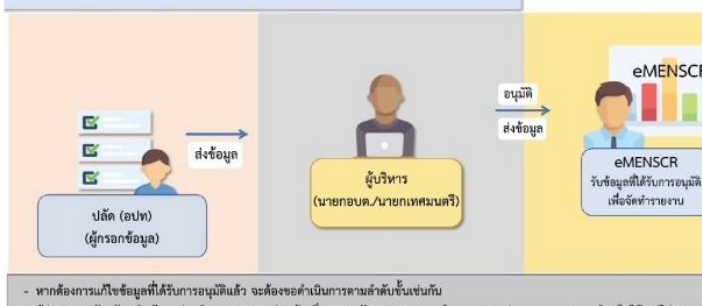 ส่งข้อมูล
ปลัด (อปท)
(ผู้กรอกข้อมูล)
ผู้บริหาร
(นายกอบต./นายกเทศมนตรี)
อนุมัติ
ส่งข้อมูล
eMENSCR
eMENSCR
รับข้อมูลที่ได้รับการอนุมัติ
เพื่อจัดทำรายงาน
- หากต้องการแก้ไขข้อมูลที่ได้รับการอนุมัติแล้ว จะต้องขอดำเนินการตามลำดับขั้นเช่นกัน